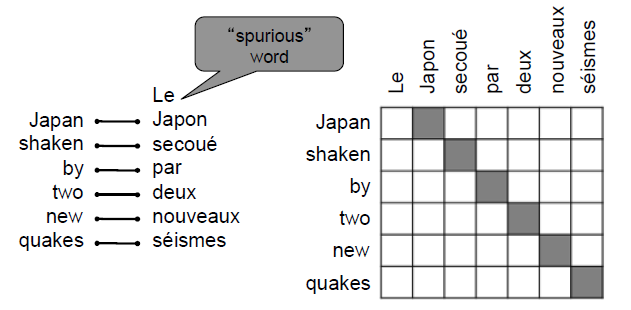 “spurious”
word
Le
Japan Japon
shaken secoué
by par
two deux
new nouveaux
quakes séismes
Le
Japon
secoué
par
deux
nouveaux
séismes
Japan
shaken
by
two
new
quakes